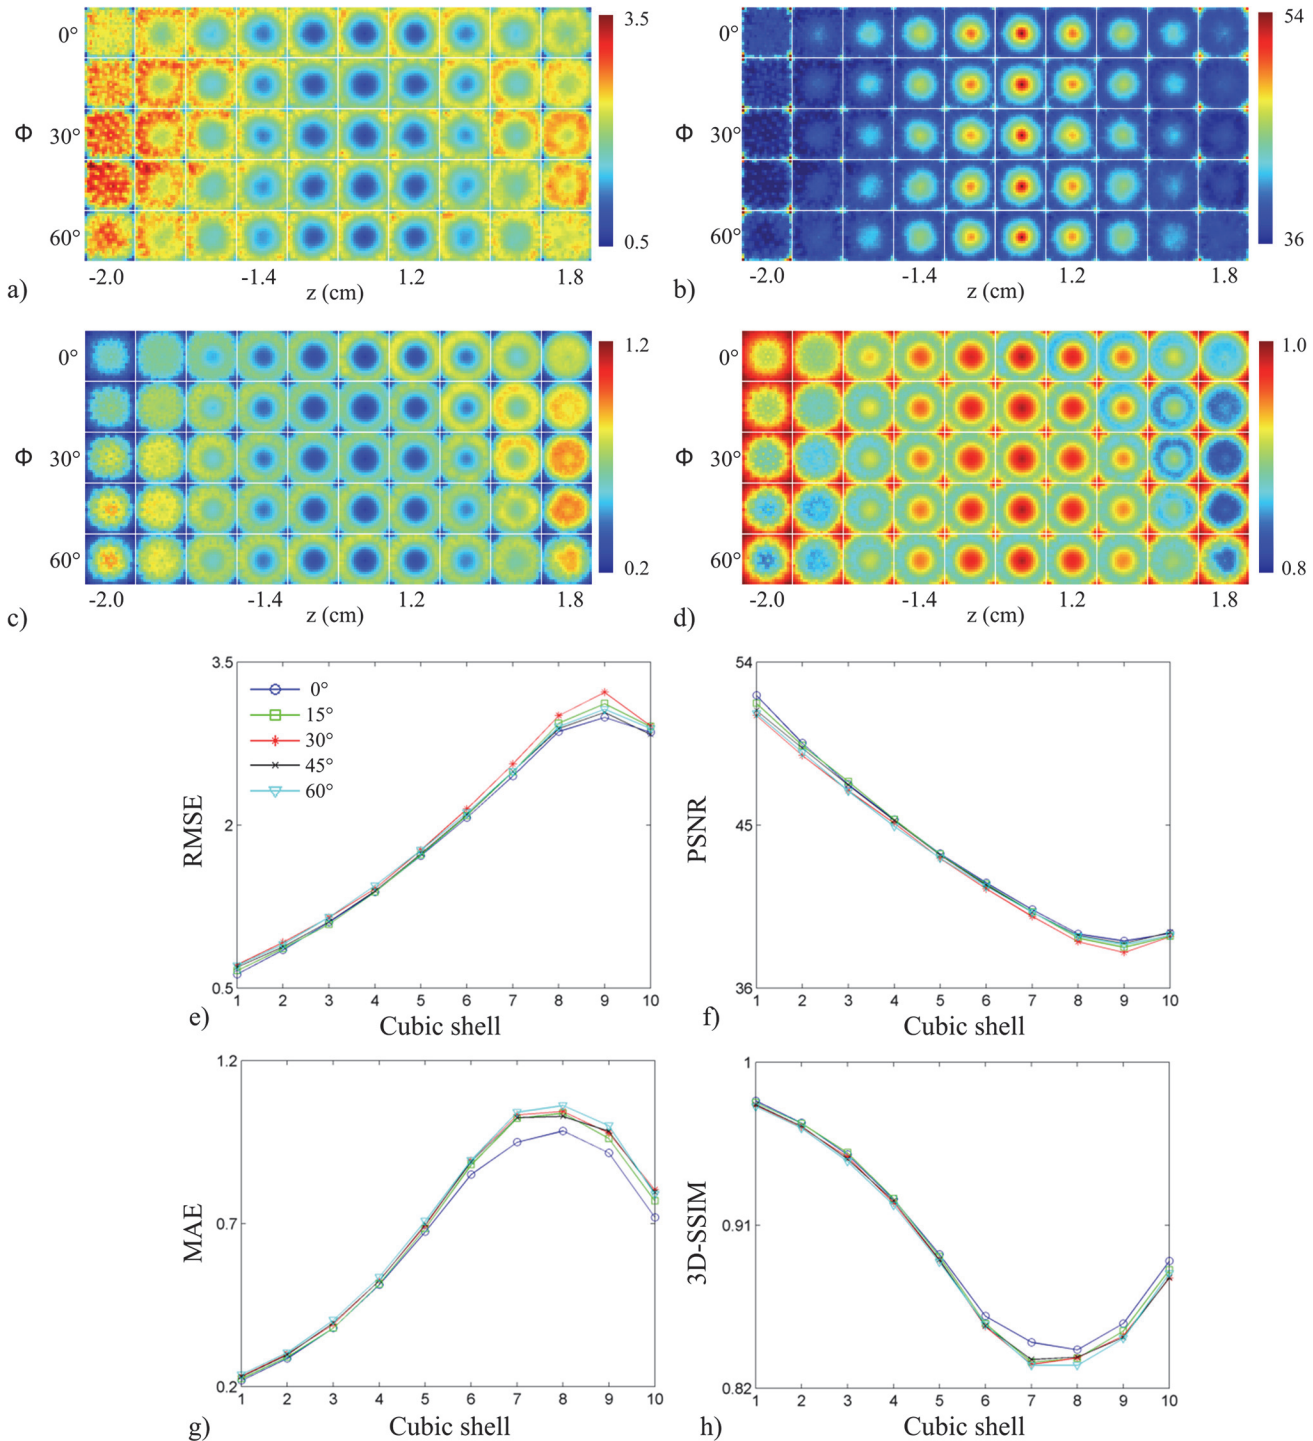 0°
Φ 30°
60°
3.5
0.5
-2.0 -1.4 1.2 1.8
z (cm)
a)
0°
Φ 30°
60°
54
36
-2.0 -1.4 1.2 1.8
z (cm)
b)
0°
Φ 30°
60°
1.2
0.2
-2.0 -1.4 1.2 1.8
z (cm)
c)
0°
Φ 30°
60°
1.0
0.8
-2.0 -1.4 1.2 1.8
z (cm)
d)
3.5
2
0.5
RMSE
0°
15°
30°
45°
60°
1 2 3 4 5 6 7 8 9 10
Cubic shell
e)
54
45
36
PSNR
1 2 3 4 5 6 7 8 9 10
Cubic shell
f)
1.2
0.7
0.2
MAE
1 2 3 4 5 6 7 8 9 10
Cubic shell
g)
1
0.91
0.82
3D-SSIM
1 2 3 4 5 6 7 8 9 10
Cubic shell
h)